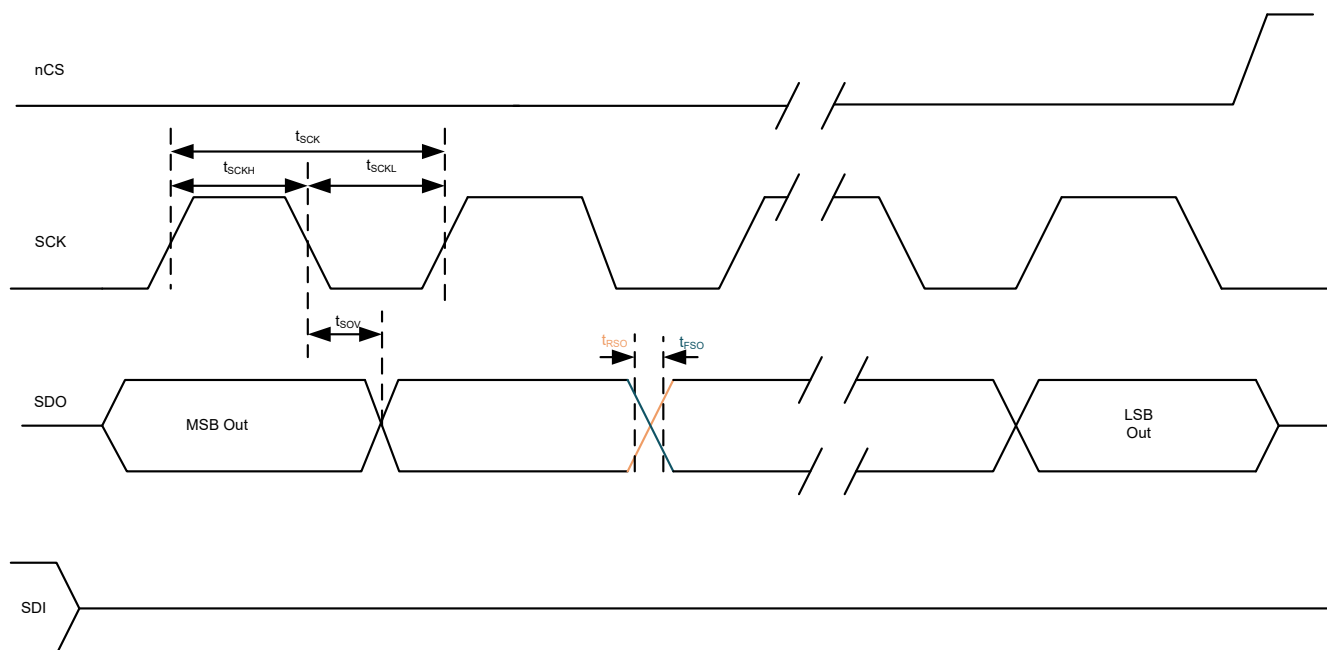 nCS
tSCK
tSCKH
tSCKL
SCK
tSOV
tRSO
tFSO
SDO
MSB Out
LSB
Out
SDI